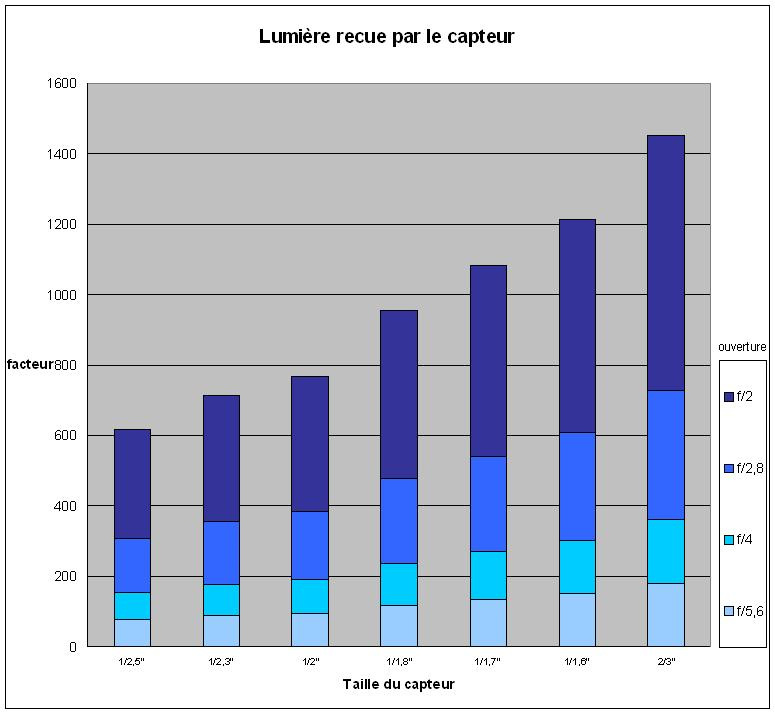 Lumière recue par le capteur
1600
1400
1200
1000
facteur800
600
400
200
0
1/2,5" 1/2,3" 1/2" 1/1,8" 1/1,7" 1/1,6" 2/3"
Taille du capteur
ouverture
f/2
f/2,8
f/4
f/5,6